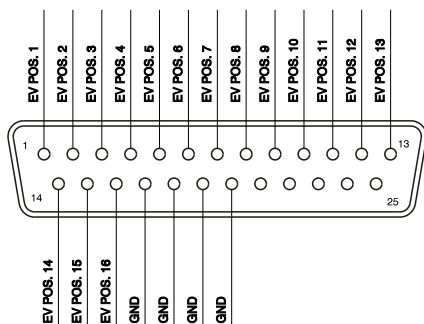 EV POS. 1
EV POS. 2
EV POS. 3
EV POS. 4
EV POS. 5
EV POS. 6
EV POS. 7
EV POS. 8
EV POS. 9
EV POS. 10
EV POS. 11
EV POS. 12
EV POS. 13
1
13
14
25
EV POS. 14
EV POS. 15
EV POS. 16
GND
GND
GND
GND